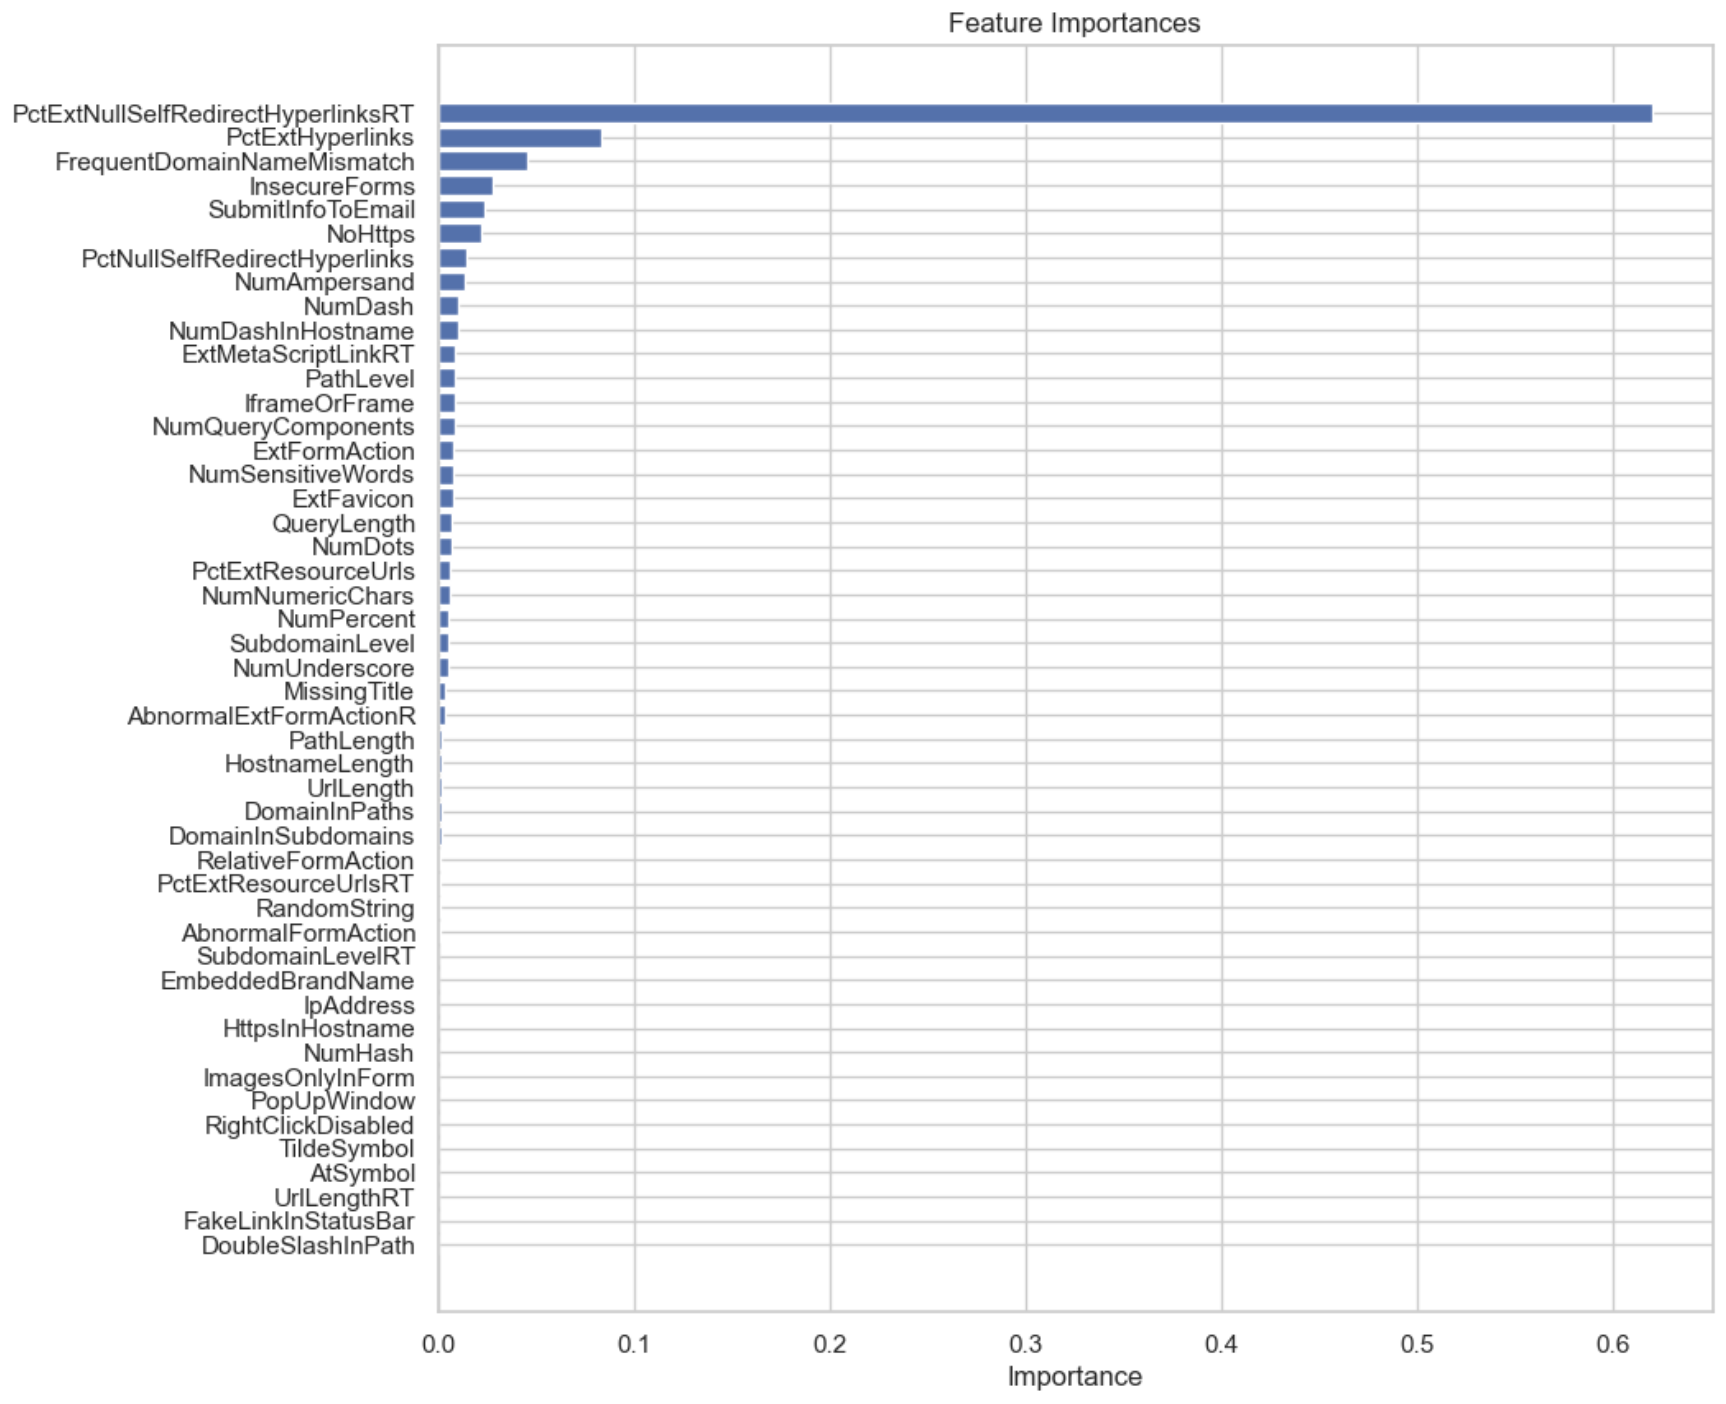 Feature Importances
PctExtNullSelfRedirectHyperlinksRT
PctExtHyperlinks
FrequentDomainNameMismatch
InsecureForms
SubmitInfoToEmail
NoHttps
PctNullSelfRedirectHyperlinks
NumAmpersand
NumDash
NumDashInHostname
ExtMetaScriptLinkRT
PathLevel
IframeOrFrame
NumQueryComponents
ExtFormAction
NumSensitiveWords
ExtFavicon
QueryLength
NumDots
PctExtResourceUrls
NumNumericChars
NumPercent
SubdomainLevel
NumUnderscore
MissingTitle
AbnormalExtFormActionR
PathLength
HostnameLength
UrlLength
DomainInPaths
DomainInSubdomains
RelativeFormAction
PctExtResourceUrlsRT
RandomString
AbnormalFormAction
SubdomainLevelRT
EmbeddedBrandName
IpAddress
HttpsInHostname
NumHash
ImagesOnlyInForm
PopUpWindow
RightClickDisabled
TildeSymbol
AtSymbol
UrlLengthRT
FakeLinkInStatusBar
DoubleSlashInPath
0.0 0.1 0.2 0.3 0.4 0.5 0.6
Importance